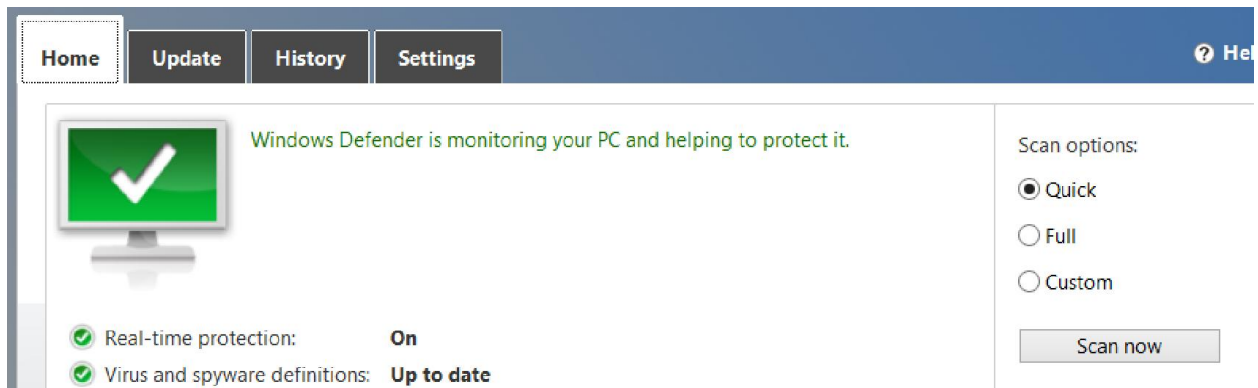 Home Update History Settings
Windows Defender is monitoring your PC and helping to protect it.
Real-time protection: On
Virus and spyware definitions: Up to date
Scan options:
Quick
Full
Custom
Scan now